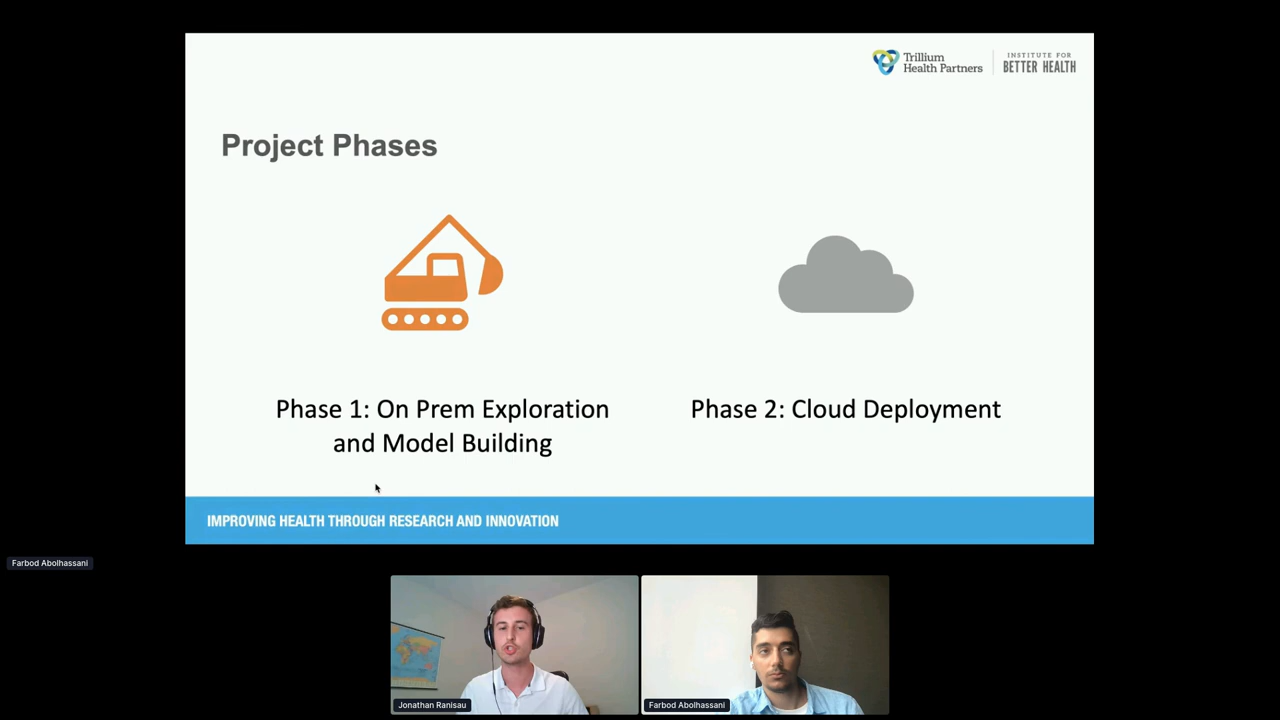 Trillium
Health Partners
INSTITUTE FOR
BETTER HEALTH
Project Phases
Phase 1: On Prem Exploration
and Model Building
Phase 2: Cloud Deployment
IMPROVING HEALTH THROUGH RESEARCH AND INNOVATION
Farbod Abolhassani
Jonathan Ranisau
Farbod Abolhassani